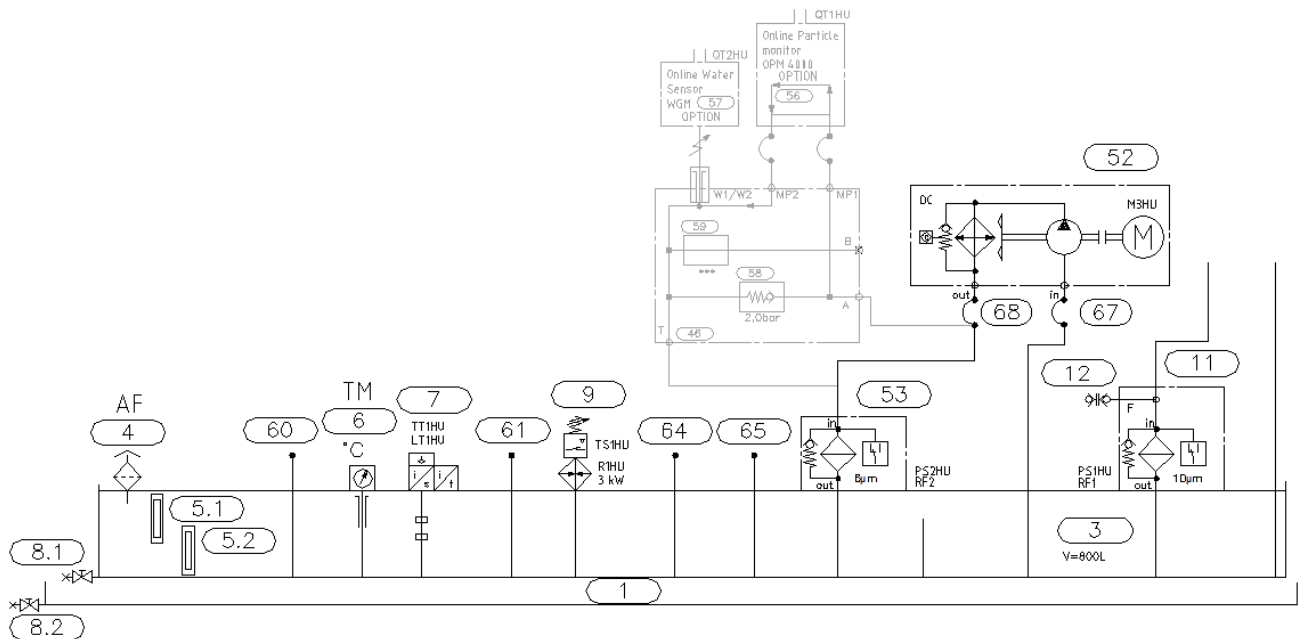 QT1HU
Online Particle
monitor
OPM 4000
OPTION
56
QT2HU
Online Water
Sensor
WGM
57
OPTION
W1/W2
MP2
MP1
59
***
B
58
2,0bar
A
T
46
52
DC
M3HU
M
out
in
68
67
11
12
F
in
PS1HU
RF1
10µm
out
53
in
PS2HU
RF2
6µm
out
AF
4
60
TM
6
°C
7
TT1HU
LT1HU
i
s
i
t
61
9
TS1HU
R1HU
3 kW
64
65
5.1
5.2
3
V=800L
8.1
1
8.2